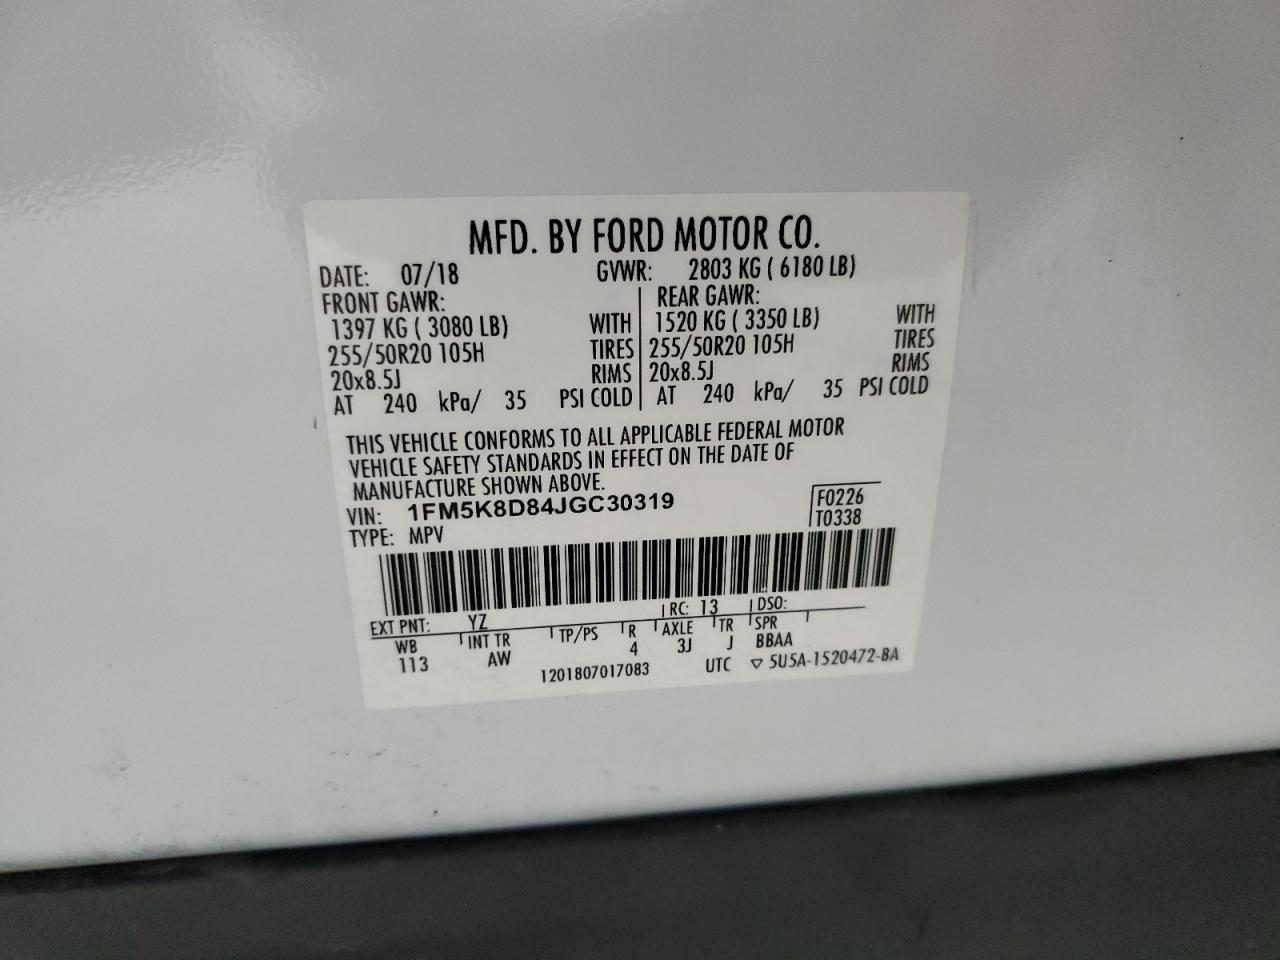 MFD. BY FORD MOTOR CO.
DATE: 07/18 GVWR: 2803 KG ( 6180 LB)
FRONT GAWR: REAR GAWR:
1397 KG ( 3080 LB) WITH 1520 KG ( 3350 LB) WITH
255/50R20 105H TIRES 255/50R20 105H TIRES
20x8.5J RIMS 20x8.5J RIMS
AT 240 kPa/ 35 PSI COLD AT 240 kPa/ 35 PSI COLD
THIS VEHICLE CONFORMS TO ALL APPLICABLE FEDERAL MOTOR
VEHICLE SAFETY STANDARDS IN EFFECT ON THE DATE OF
MANUFACTURE SHOWN ABOVE.
VIN: 1FM5K8D84JGC30319 F0226
TYPE: MPV T0338
EXT PNT: YZ RC: 13 DSO:
WB INT TR TP/PS R AXLE TR SPR
113 AW 4 3J J BBAA
1201807017083 UTC ▽ 5U5A-1520472-BA